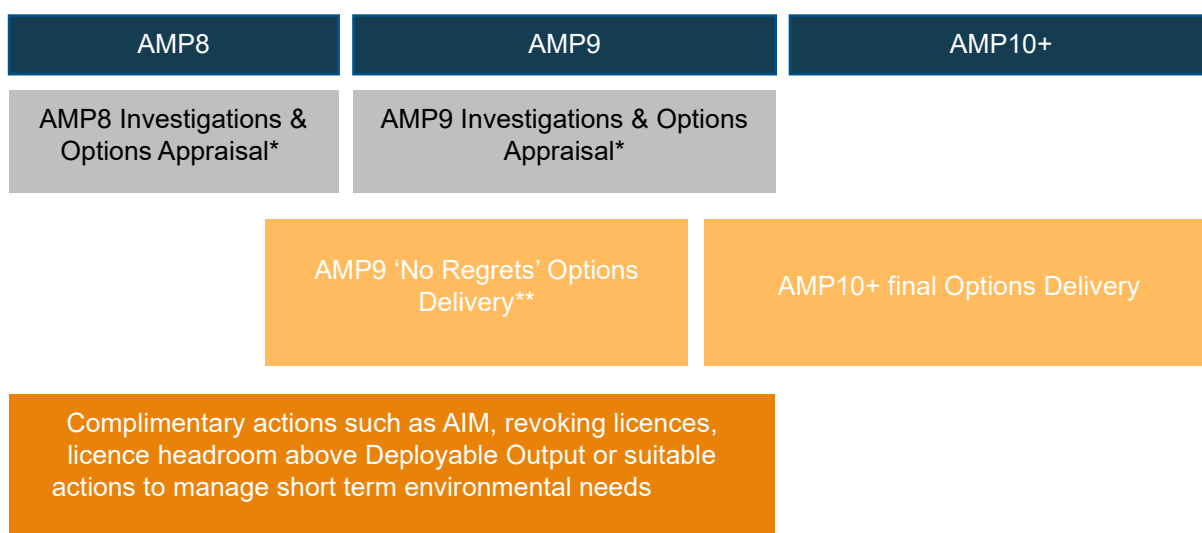 AMP8
AMP9
AMP10+
AMP8 Investigations &
Options Appraisal*
AMP9 Investigations & Options
Appraisal*
AMP9 ‘No Regrets’ Options
Delivery**
AMP10+ final Options Delivery
Complimentary actions such as AIM, revoking licences,
licence headroom above Deployable Output or suitable
actions to manage short term environmental needs